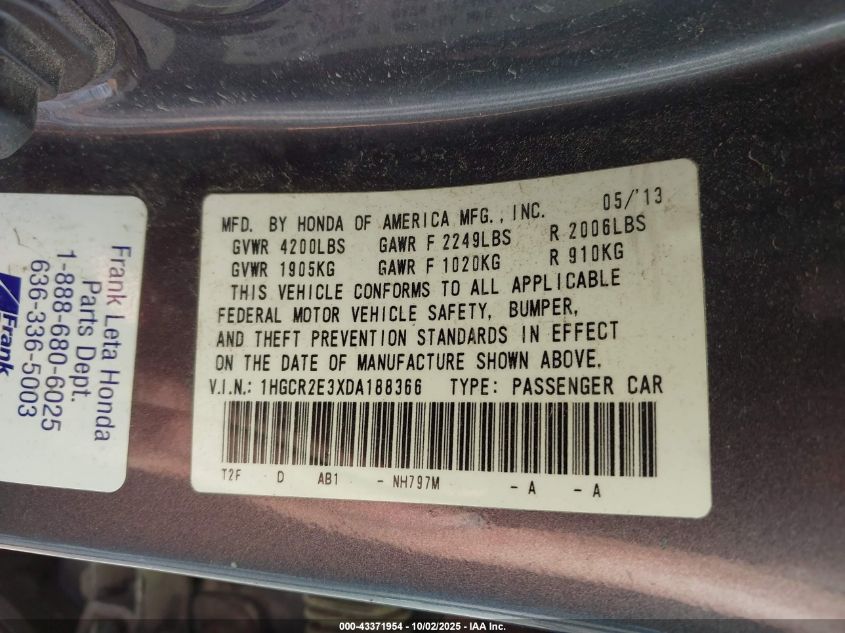 MFD. BY HONDA OF AMERICA MFG., INC. 05/'13
GVWR 4200LBS GAWR F 2249LBS R 2006LBS
GVWR 1905KG GAWR F 1020KG R 910KG
THIS VEHICLE CONFORMS TO ALL APPLICABLE
FEDERAL MOTOR VEHICLE SAFETY, BUMPER,
AND THEFT PREVENTION STANDARDS IN EFFECT
ON THE DATE OF MANUFACTURE SHOWN ABOVE.
V.I.N.: 1HGCR2E3XDA188366 TYPE: PASSENGER CAR
T2F D AB1 - NH797M - A - A
Frank Leta Honda
Parts Dept.
1-888-680-6025
636-336-5003
Frank
000-43371954 - 10/02/2025 - IAA Inc.